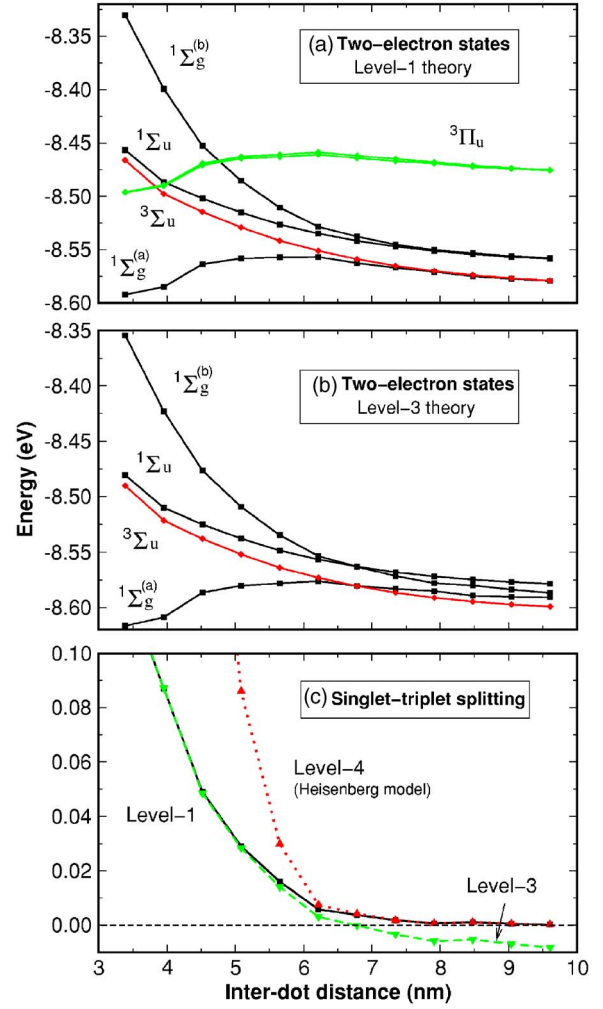 (a) Two-electron states
Level-1 theory
¹Σg(b)
¹Σu
³Σu
¹Σg(a)
³Πu
-8.35
-8.40
-8.45
-8.50
-8.55
-8.60
(b) Two-electron states
Level-3 theory
¹Σg(b)
¹Σu
³Σu
¹Σg(a)
-8.35
-8.40
-8.45
-8.50
-8.55
-8.60
Energy (eV)
(c) Singlet-triplet splitting
Level-4
(Heisenberg model)
Level-1
Level-3
0.10
0.08
0.06
0.04
0.02
0.00
3 4 5 6 7 8 9 10
Inter-dot distance (nm)